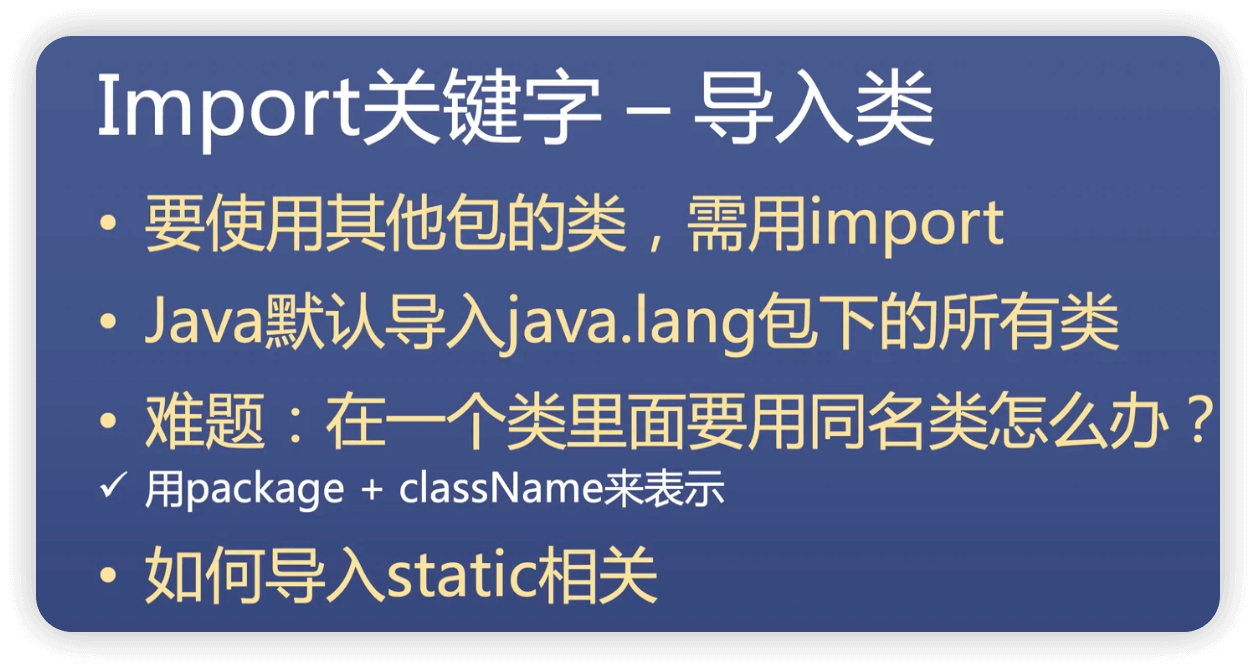 Import关键字 – 导入类
• 要使用其他包的类，需用import
• Java默认导入java.lang包下的所有类
• 难题：在一个类里面要用同名类怎么办？
✓ 用package + className来表示
• 如何导入static相关